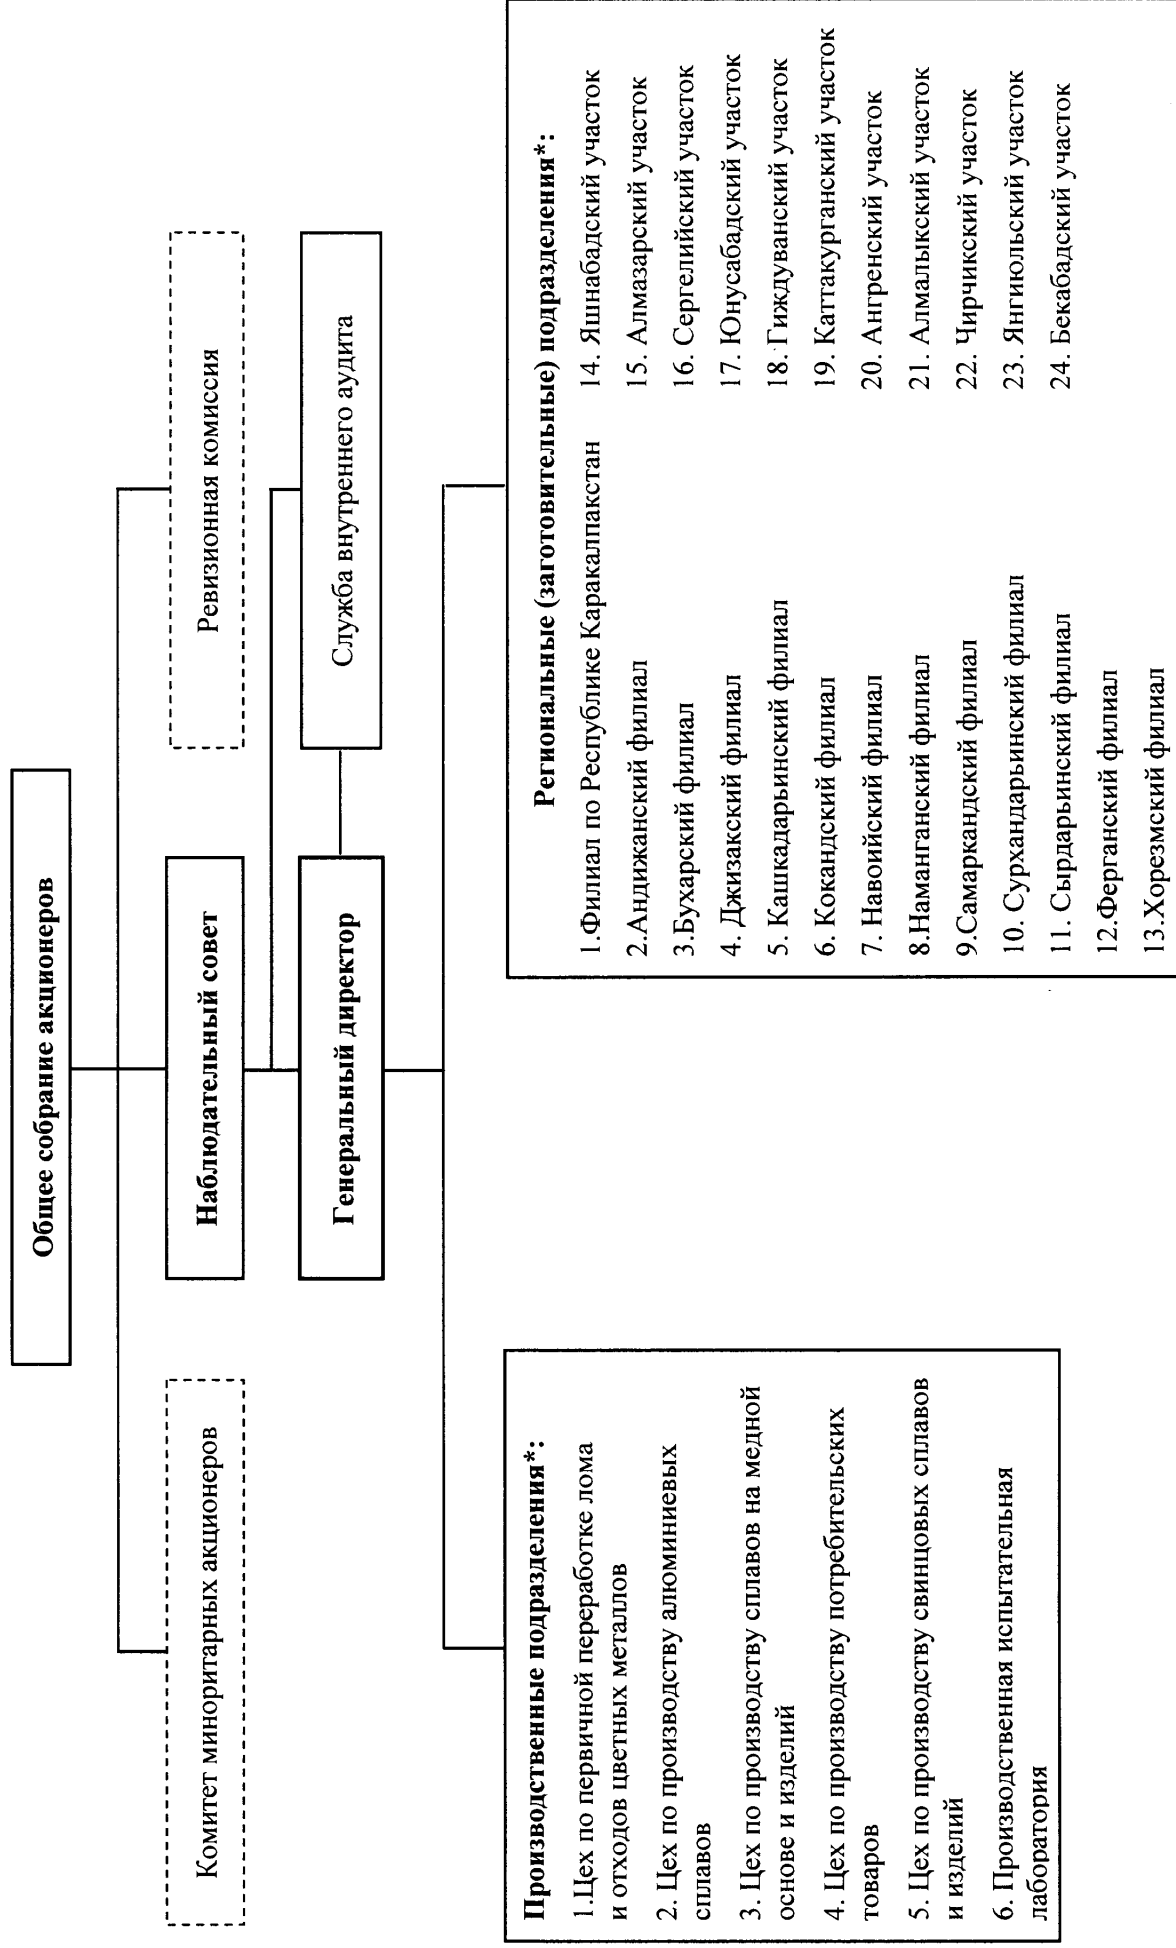 Общее собрание акционеров
Комитет миноритарных акционеров
Наблюдательный совет
Ревизионная комиссия
Генеральный директор
Служба внутреннего аудита
Производственные подразделения*:
1.Цех по первичной переработке лома
и отходов цветных металлов
2. Цех по производству алюминиевых
сплавов
3. Цех по производству сплавов на медной
основе и изделий
4. Цех по производству потребительских
товаров
5. Цех по производству свинцовых сплавов
и изделий
6. Производственная испытательная
лаборатория
Региональные (заготовительные) подразделения*:
1.Филиал по Республике Каракалпакстан
2.Андижанский филиал
3.Бухарский филиал
4. Джизакский филиал
5. Кашкадарьинский филиал
6. Кокандский филиал
7. Навоийский филиал
8.Наманганский филиал
9.Самаркандский филиал
10. Сурхандарьинский филиал
11. Сырдарьинский филиал
12.Ферганский филиал
13.Хорезмский филиал
14. Яшнабадский участок
15. Алмазарский участок
16. Сергелийский участок
17. Юнусабадский участок
18. Гиждуванский участок
19. Каттакурганский участок
20. Ангренский участок
21. Алмалыкский участок
22. Чирчикский участок
23. Янгиюльский участок
24. Бекабадский участок